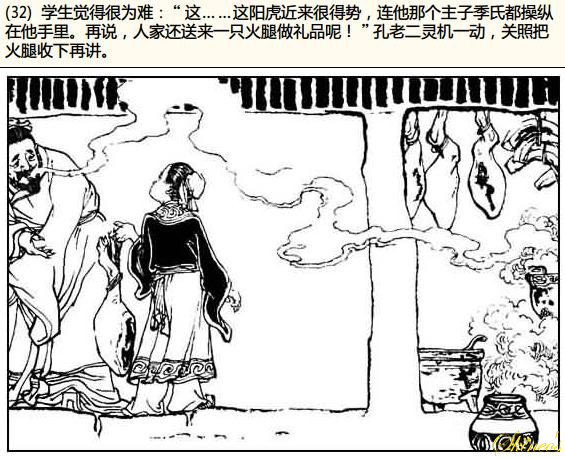 (32) 学生觉得很为难：“这……这阳虎近来很得势，连他那个主子季氏都操纵
在他手里。再说，人家还送来一只火腿做礼品呢！”孔老二灵机一动，关照把
火腿收下再讲。